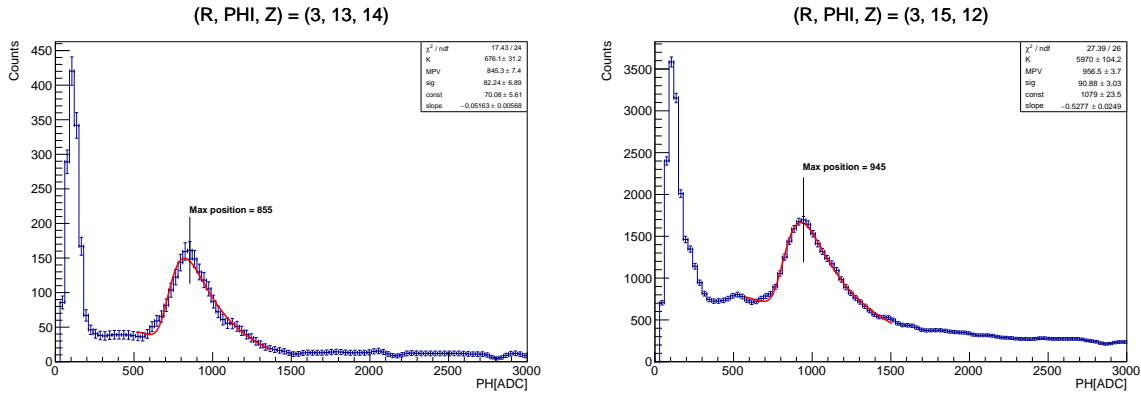 (R, PHI, Z) = (3, 13, 14)
Counts
450
400
350
300
250
200
150
100
50
0
0 500 1000 1500 2000 2500 3000
PH[ADC]
Max position = 855
χ² / ndf 17.43 / 24
K 676.1 ± 31.2
MPV 845.3 ± 7.4
sig 82.24 ± 6.89
const 70.08 ± 5.61
slope −0.05163 ± 0.00568
(R, PHI, Z) = (3, 15, 12)
Counts
3500
3000
2500
2000
1500
1000
500
0
0 500 1000 1500 2000 2500 3000
PH[ADC]
Max position = 945
χ² / ndf 27.39 / 26
K 5970 ± 104.2
MPV 956.5 ± 3.7
sig 90.88 ± 3.03
const 1079 ± 23.5
slope −0.5277 ± 0.0249